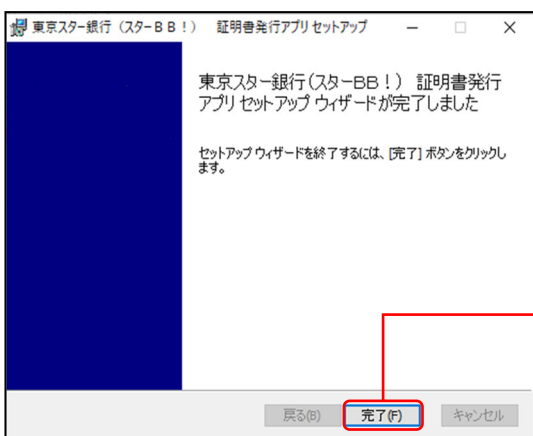 東京スター銀行（スターＢＢ！） 証明書発行アプリ セットアップ
東京スター銀行（スターＢＢ！） 証明書発行
アプリ セットアップ ウィザードが完了しました
セットアップ ウィザードを終了するには、[完了] ボタンをクリックし
ます。
戻る(B) 完了(F) キャンセル